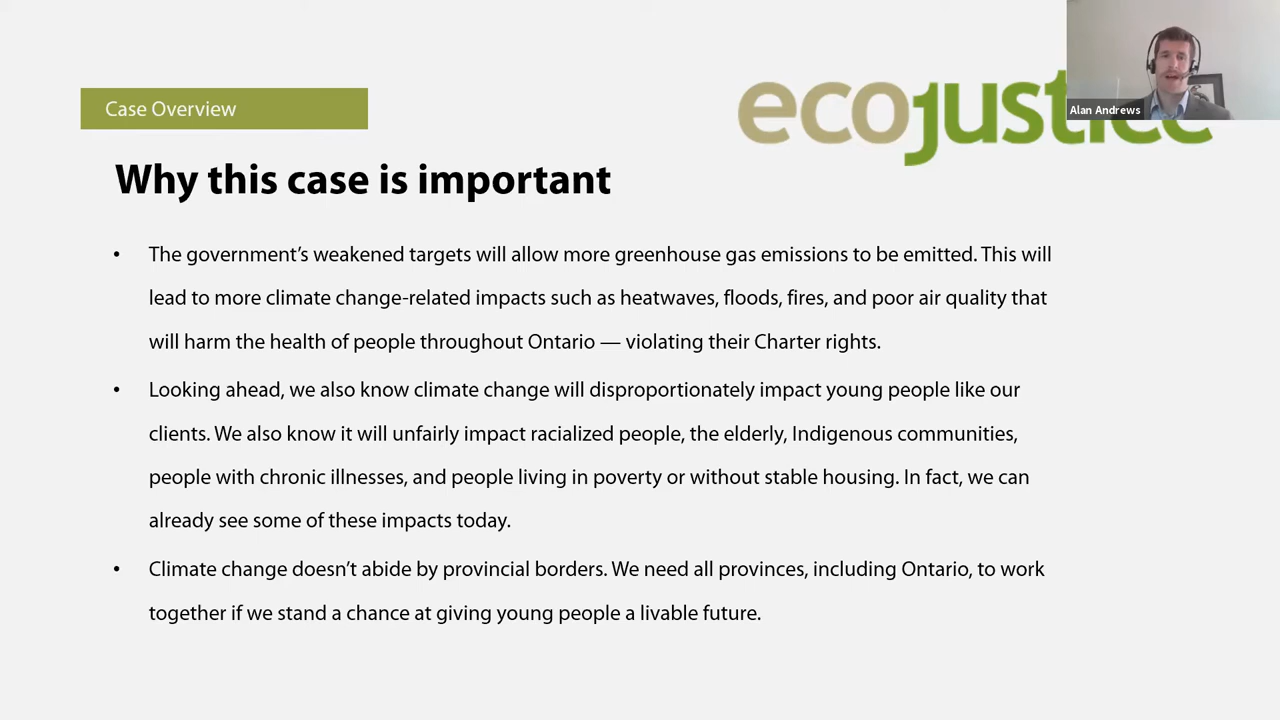 Case Overview
ecojustice
Alan Andrews
Why this case is important
• The government’s weakened targets will allow more greenhouse gas emissions to be emitted. This will
lead to more climate change-related impacts such as heatwaves, floods, fires, and poor air quality that
will harm the health of people throughout Ontario — violating their Charter rights.
• Looking ahead, we also know climate change will disproportionately impact young people like our
clients. We also know it will unfairly impact racialized people, the elderly, Indigenous communities,
people with chronic illnesses, and people living in poverty or without stable housing. In fact, we can
already see some of these impacts today.
• Climate change doesn’t abide by provincial borders. We need all provinces, including Ontario, to work
together if we stand a chance at giving young people a livable future.